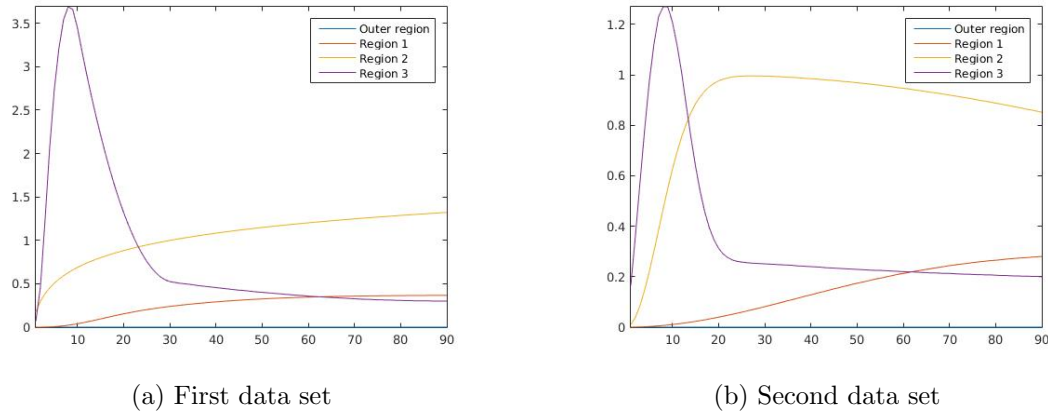 3.5
3
2.5
2
1.5
1
0.5
0
10 20 30 40 50 60 70 80 90
Outer region
Region 1
Region 2
Region 3
(a) First data set
1.2
1
0.8
0.6
0.4
0.2
0
10 20 30 40 50 60 70 80 90
Outer region
Region 1
Region 2
Region 3
(b) Second data set